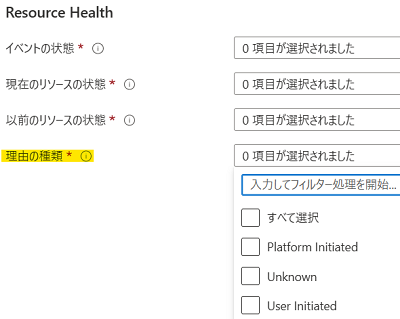 Resource Health
イベントの状態 * 0 項目が選択されました
現在のリソースの状態 * 0 項目が選択されました
以前のリソースの状態 * 0 項目が選択されました
理由の種類 * 0 項目が選択されました
入力してフィルター処理を開始...
すべて選択
Platform Initiated
Unknown
User Initiated